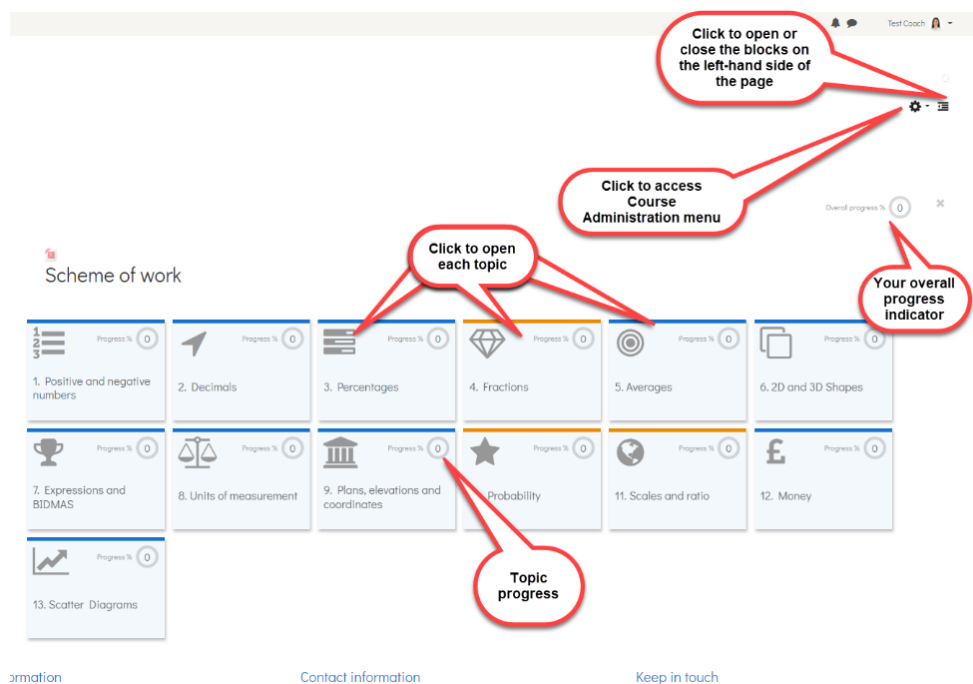 Test Coach
Click to open or
close the blocks on
the left-hand side of
the page
Click to access
Course
Administration menu
Overall progress % 0
Click to open
each topic
Your overall
progress
indicator
Scheme of work
1
2
3
Progress % 0
1. Positive and negative
numbers
Progress % 0
2. Decimals
Progress % 0
3. Percentages
Progress % 0
4. Fractions
Progress % 0
5. Averages
Progress % 0
6. 2D and 3D Shapes
Progress % 0
7. Expressions and
BIDMAS
Progress % 0
8. Units of measurement
Progress % 0
9. Plans, elevations and
coordinates
Progress % 0
Probability
Progress % 0
11. Scales and ratio
£
Progress % 0
12. Money
Progress % 0
13. Scatter Diagrams
Topic
progress
ormation
Contact information
Keep in touch